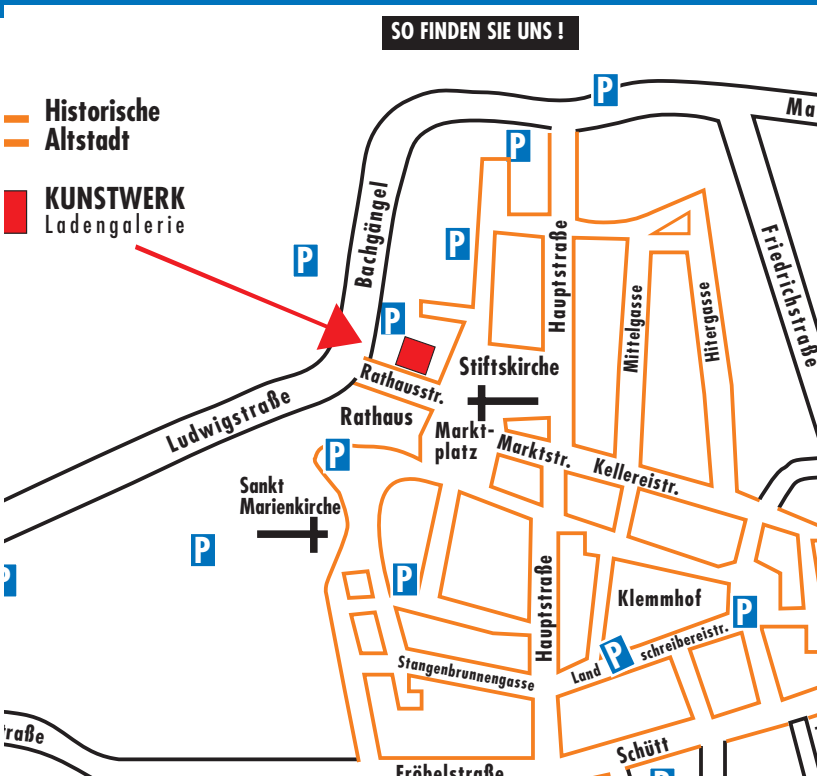 SO FINDEN SIE UNS !
P
Ma
Historische
Altstadt
P
KUNSTWERK
Ladengalerie
Bachgängel
P
P
Hauptstraße
Friedrichstraße
Mittelgasse
Hitergasse
P
Stiftskirche
Rathausstr.
Ludwigstraße
Rathaus
Markt-
platz
Marktstr.
Kellereistr.
P
Sankt
Marienkirche
P
P
P
Hauptstraße
Klemmhof
P
P
Land
schreibereistr.
Stangenbrunnengasse
traße
Schütt
Fröbelstraße
P